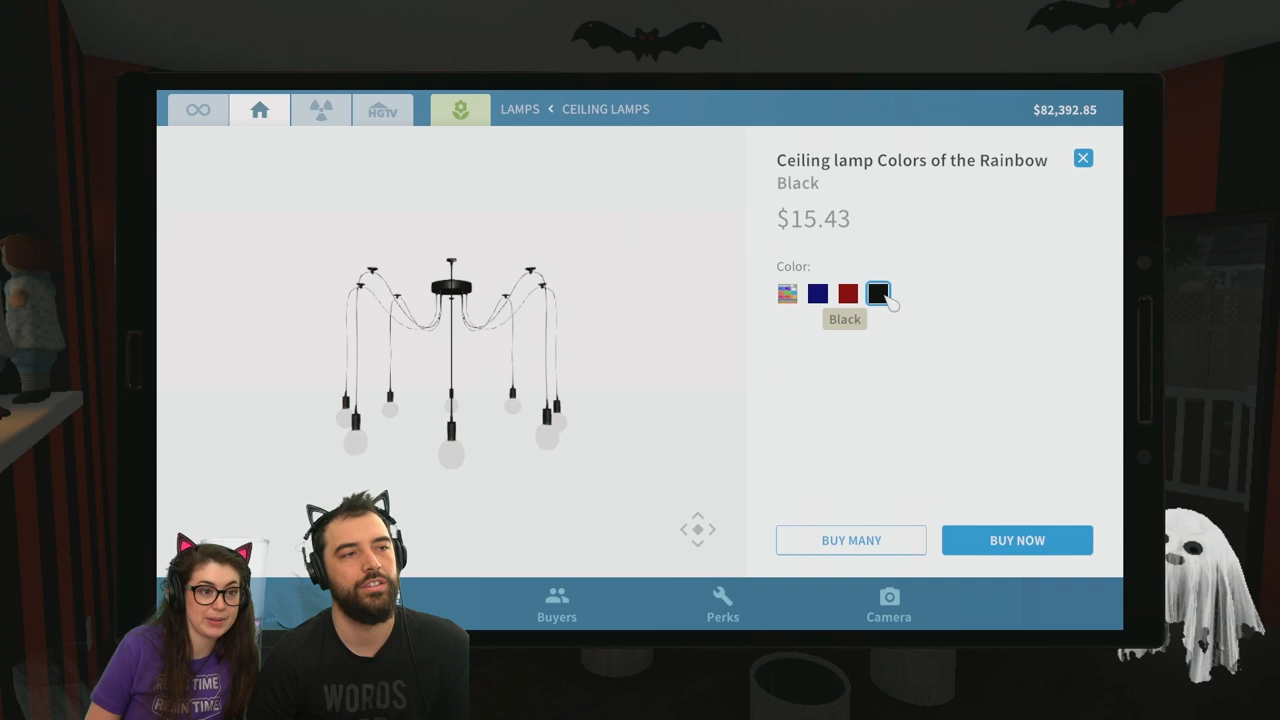 HGTV
LAMPS < CEILING LAMPS
$82,392.85
Ceiling lamp Colors of the Rainbow
Black
$15.43
Color:
Black
BUY MANY
BUY NOW
Buyers
Perks
Camera
WORDS